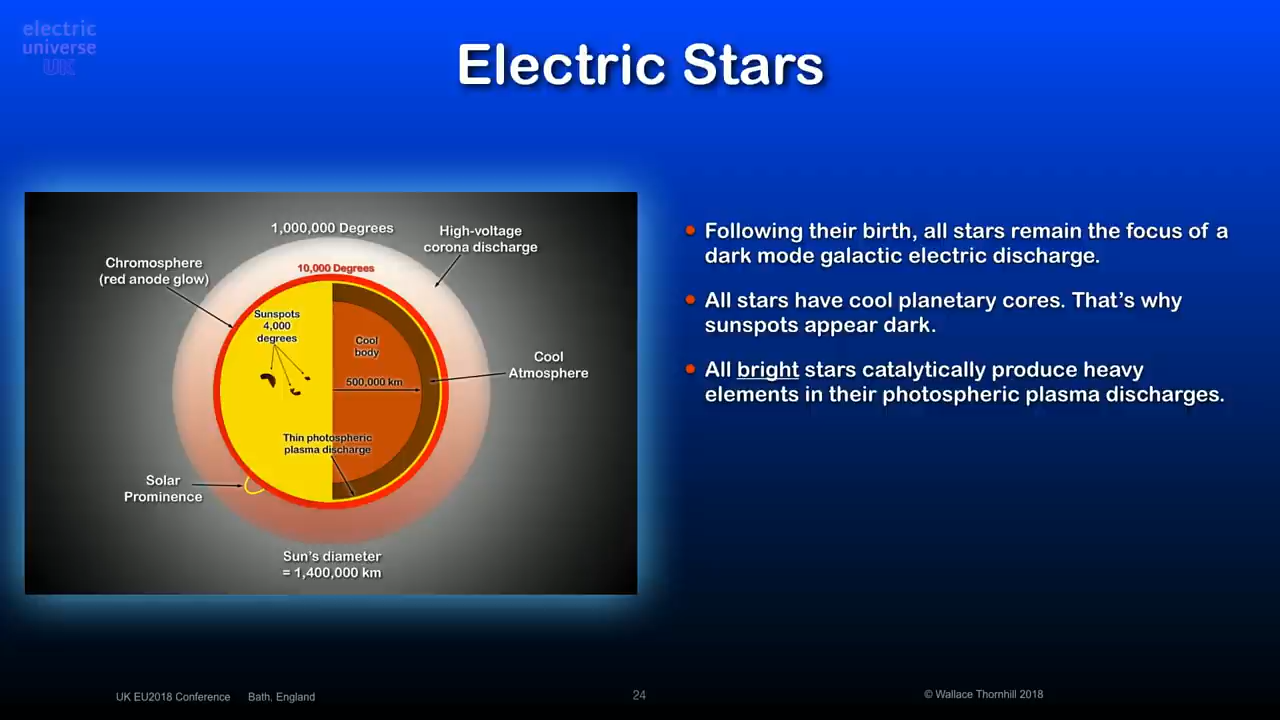 electric
universe
UK
Electric Stars
1,000,000 Degrees
High-voltage
corona discharge
Chromosphere
(red anode glow)
10,000 Degrees
Sunspots
4,000
degrees
Cool
body
500,000 km
Cool
Atmosphere
Thin photospheric
plasma discharge
Solar
Prominence
Sun's diameter
= 1,400,000 km
• Following their birth, all stars remain the focus of a
dark mode galactic electric discharge.
• All stars have cool planetary cores. That's why
sunspots appear dark.
• All bright stars catalytically produce heavy
elements in their photospheric plasma discharges.
UK EU2018 Conference Bath, England
24
© Wallace Thornhill 2018